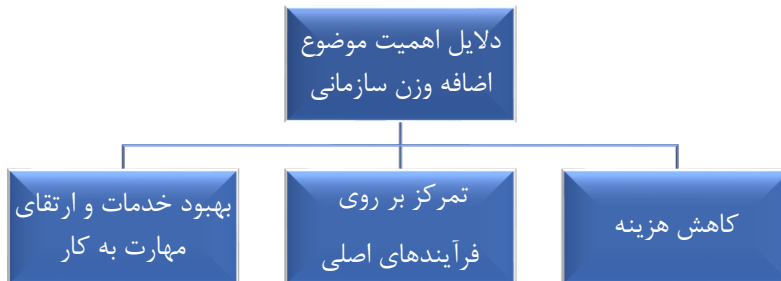 دلایل اهمیت موضوع
اضافه وزن سازمانی
کاهش هزینه
تمرکز بر روی
فرآیندهای اصلی
بهبود خدمات و ارتقای
مهارت به کار